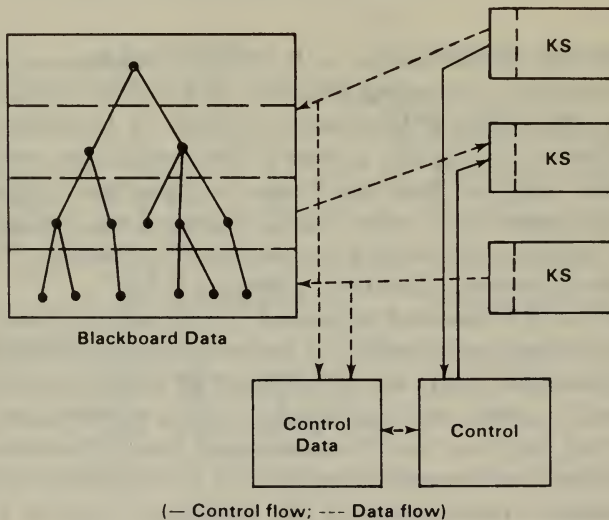 KS
KS
KS
Blackboard Data
Control
Data
Control
(— Control flow; --- Data flow)